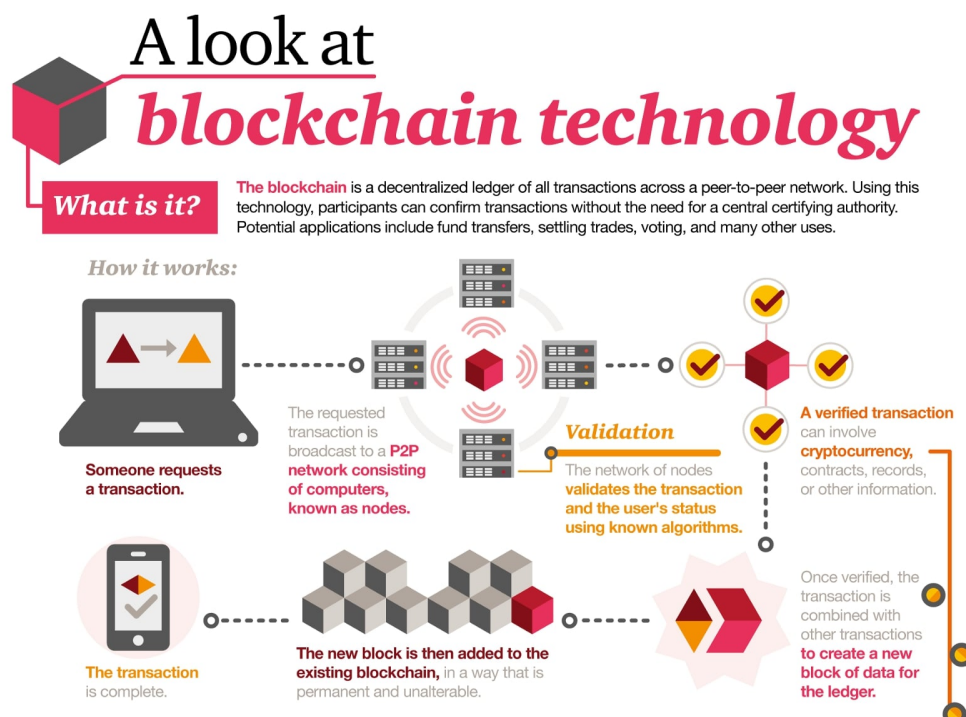 A look at
blockchain technology
What is it?
The blockchain is a decentralized ledger of all transactions across a peer-to-peer network. Using this
technology, participants can confirm transactions without the need for a central certifying authority.
Potential applications include fund transfers, settling trades, voting, and many other uses.
How it works:
Someone requests
a transaction.
The requested
transaction is
broadcast to a P2P
network consisting
of computers,
known as nodes.
Validation
The network of nodes
validates the transaction
and the user's status
using known algorithms.
A verified transaction
can involve
cryptocurrency,
contracts, records,
or other information.
Once verified, the
transaction is
combined with
other transactions
to create a new
block of data for
the ledger.
The new block is then added to the
existing blockchain, in a way that is
permanent and unalterable.
The transaction
is complete.